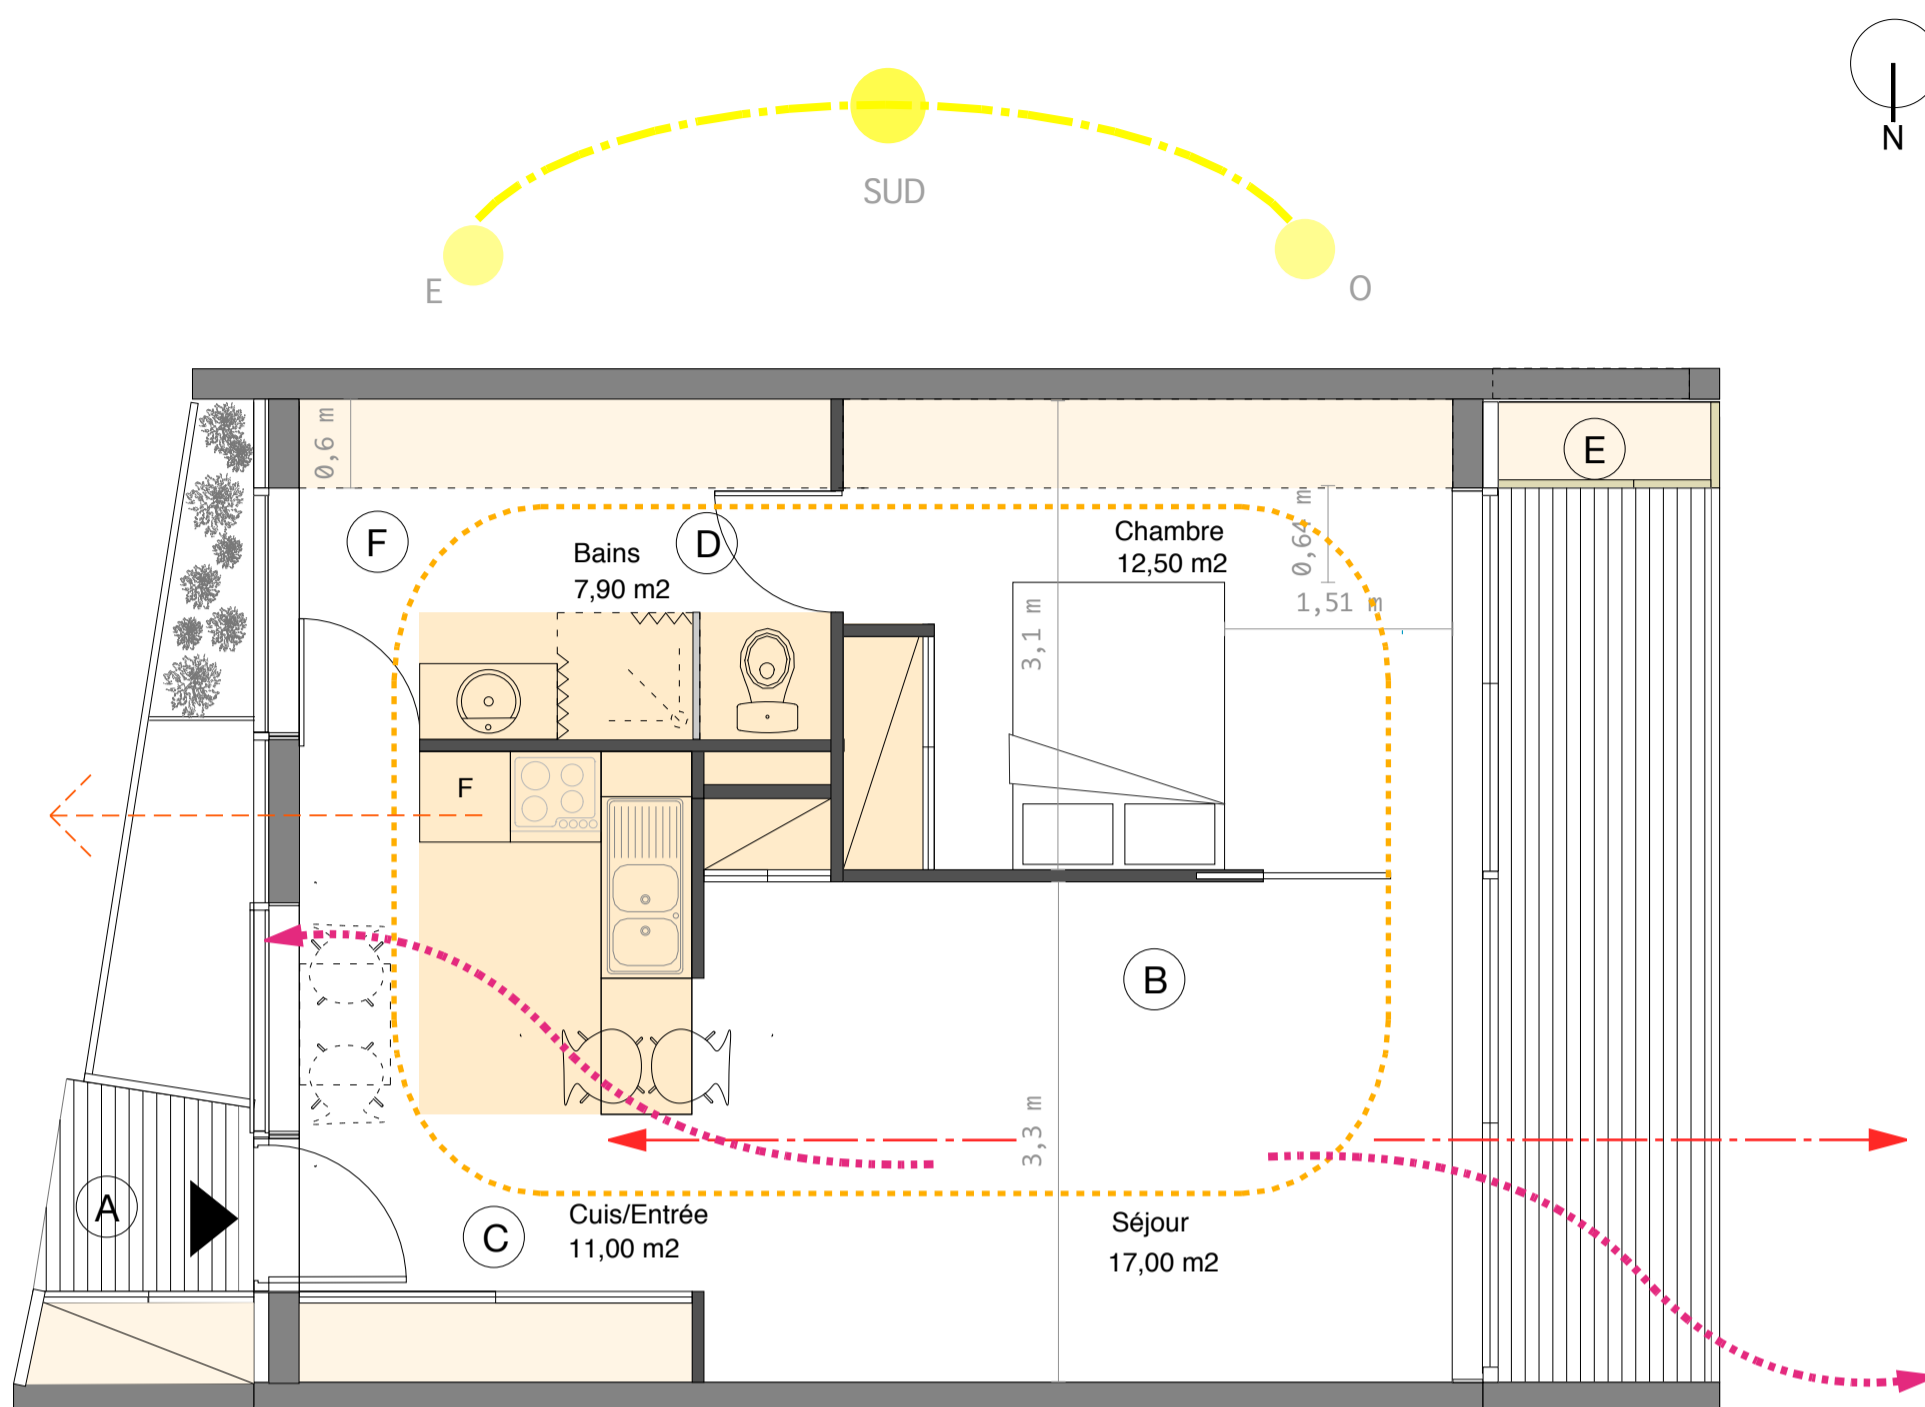 N
SUD
E
O
0,6 m
E
F
D
Bains
7,90 m2
Chambre
12,50 m2
0,64 m
1,51 m
3,1 m
F
B
3,3 m
A
C
Cuis/Entrée
11,00 m2
Séjour
17,00 m2